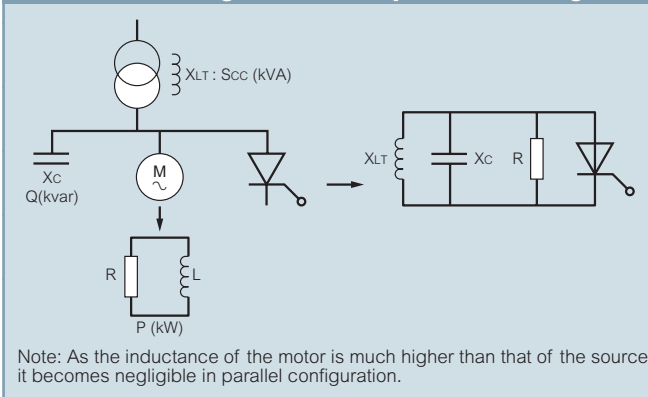 XLT : SCC (kVA)
XC
Q(kvar)
M
R
L
P (kW)
XLT
XC
R
Note: As the inductance of the motor is much higher than that of the source
it becomes negligible in parallel configuration.